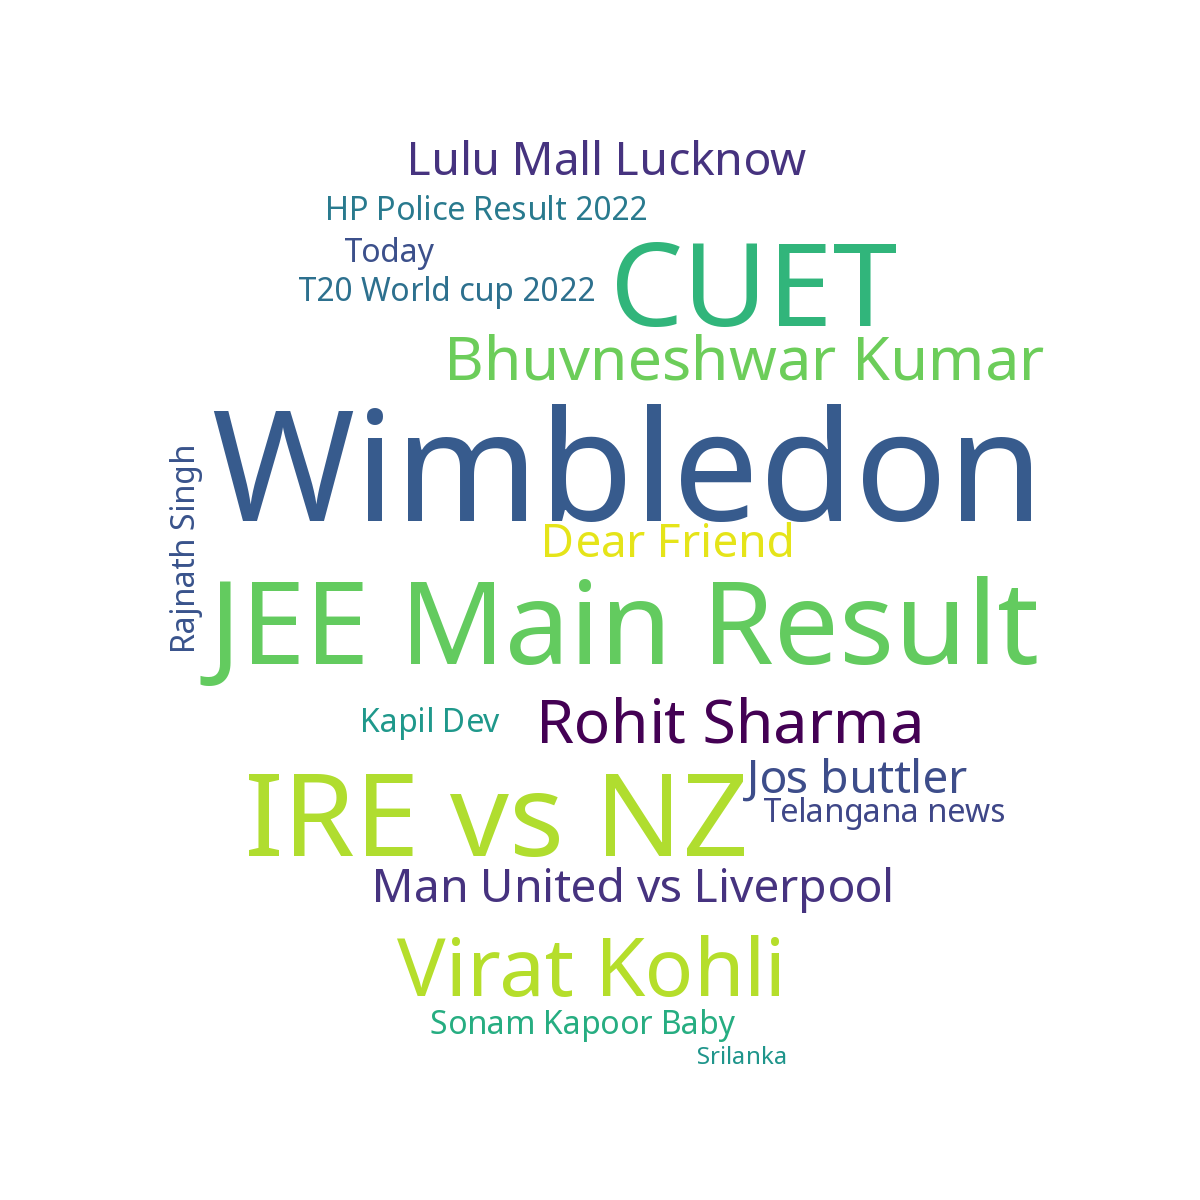 Lulu Mall Lucknow
HP Police Result 2022
Today
CUET
T20 World cup 2022
Bhuvneshwar Kumar
Wimbledon
Rajnath Singh
Dear Friend
JEE Main Result
Kapil Dev
Rohit Sharma
Jos buttler
IRE vs NZ
Telangana news
Man United vs Liverpool
Virat Kohli
Sonam Kapoor Baby
Srilanka